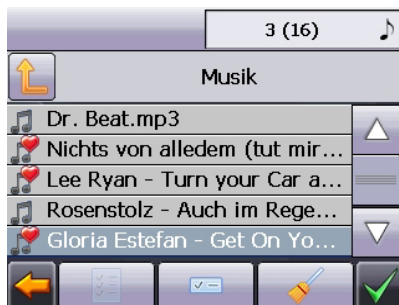 3 (16)
Musik
Dr. Beat.mp3
Nichts von alledem (tut mir...
Lee Ryan - Turn your Car a...
Rosenstolz - Auch im Rege...
Gloria Estefan - Get On Yo...